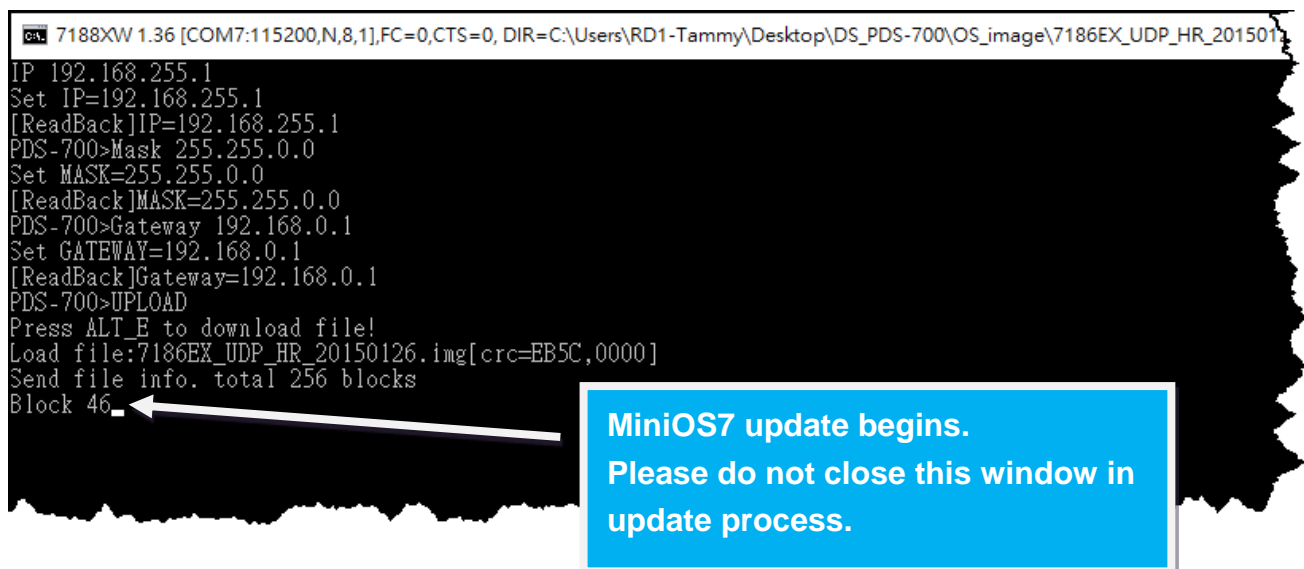 7188XW 1.36 [COM7:115200,N,8,1],FC=0,CTS=0, DIR=C:\Users\RD1-Tammy\Desktop\DS_PDS-700\OS_image\7186EX_UDP_HR_201501
IP 192.168.255.1
Set IP=192.168.255.1
[ReadBack]IP=192.168.255.1
PDS-700>Mask 255.255.0.0
Set MASK=255.255.0.0
[ReadBack]MASK=255.255.0.0
PDS-700>Gateway 192.168.0.1
Set GATEWAY=192.168.0.1
[ReadBack]Gateway=192.168.0.1
PDS-700>UPLOAD
Press ALT_E to download file!
Load file:7186EX_UDP_HR_20150126.img[crc=EB5C,0000]
Send file info. total 256 blocks
Block 46_
MiniOS7 update begins.
Please do not close this window in
update process.